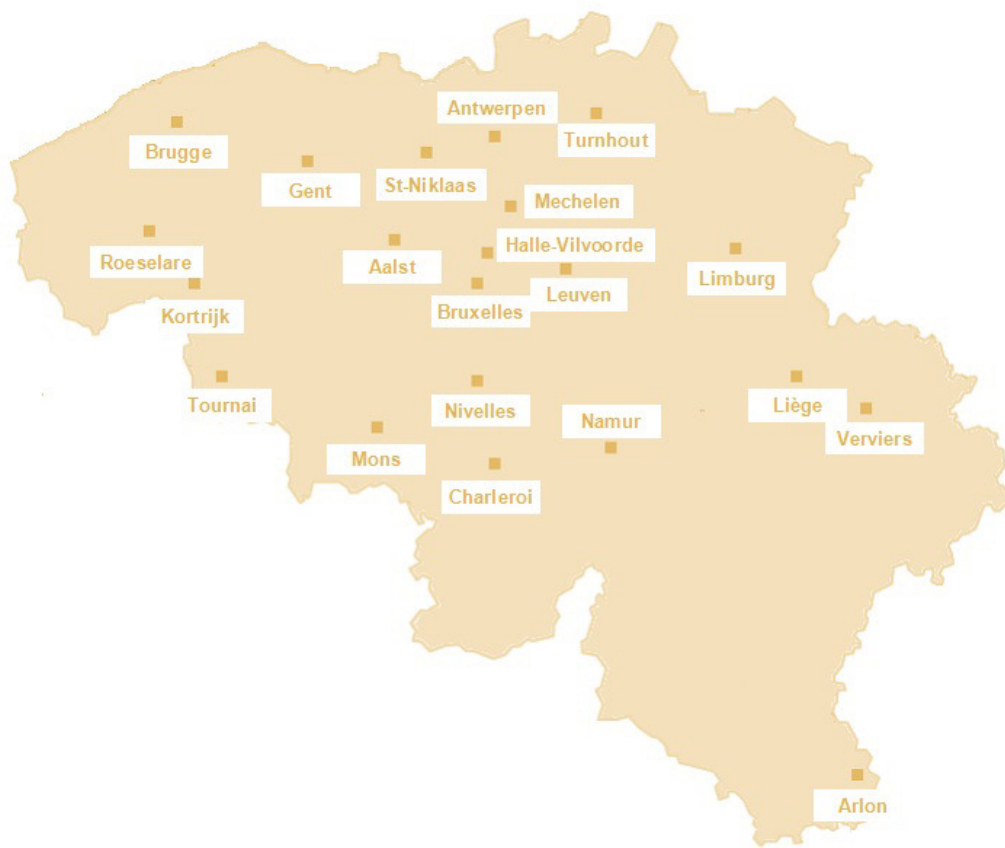 Antwerpen
Turnhout
Brugge
Gent
St-Niklaas
Mechelen
Roeselare
Aalst
Halle-Vilvoorde
Limburg
Leuven
Kortrijk
Bruxelles
Tournai
Nivelles
Liège
Namur
Verviers
Mons
Charleroi
Arlon